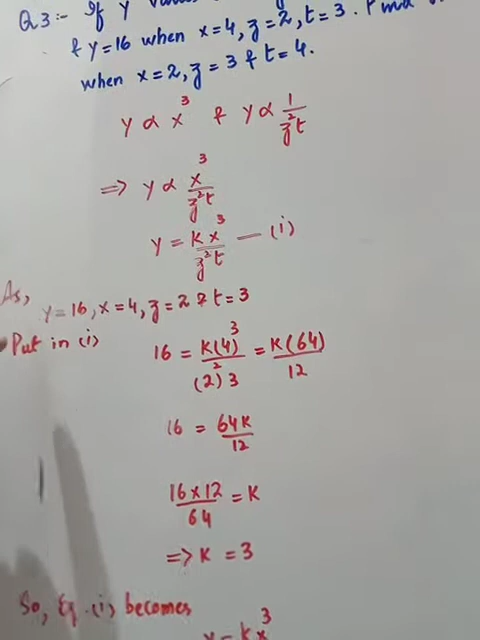 Q3:- If Y
& y=16 when x=4, z=2, t=3. Find
when x=2, z=3 & t=4.
y ∝ x³ & y ∝ 1/z²t
⇒ y ∝ x³/z²t
y = Kx³/z²t — (i)
As, y=16, x=4, z=2 & t=3
Put in (i)
16 = K(4)³/(2)²3 = K(64)/12
16 = 64K/12
16×12/64 = K
⇒ K = 3
So, Eq. (i) becomes
y = kx³